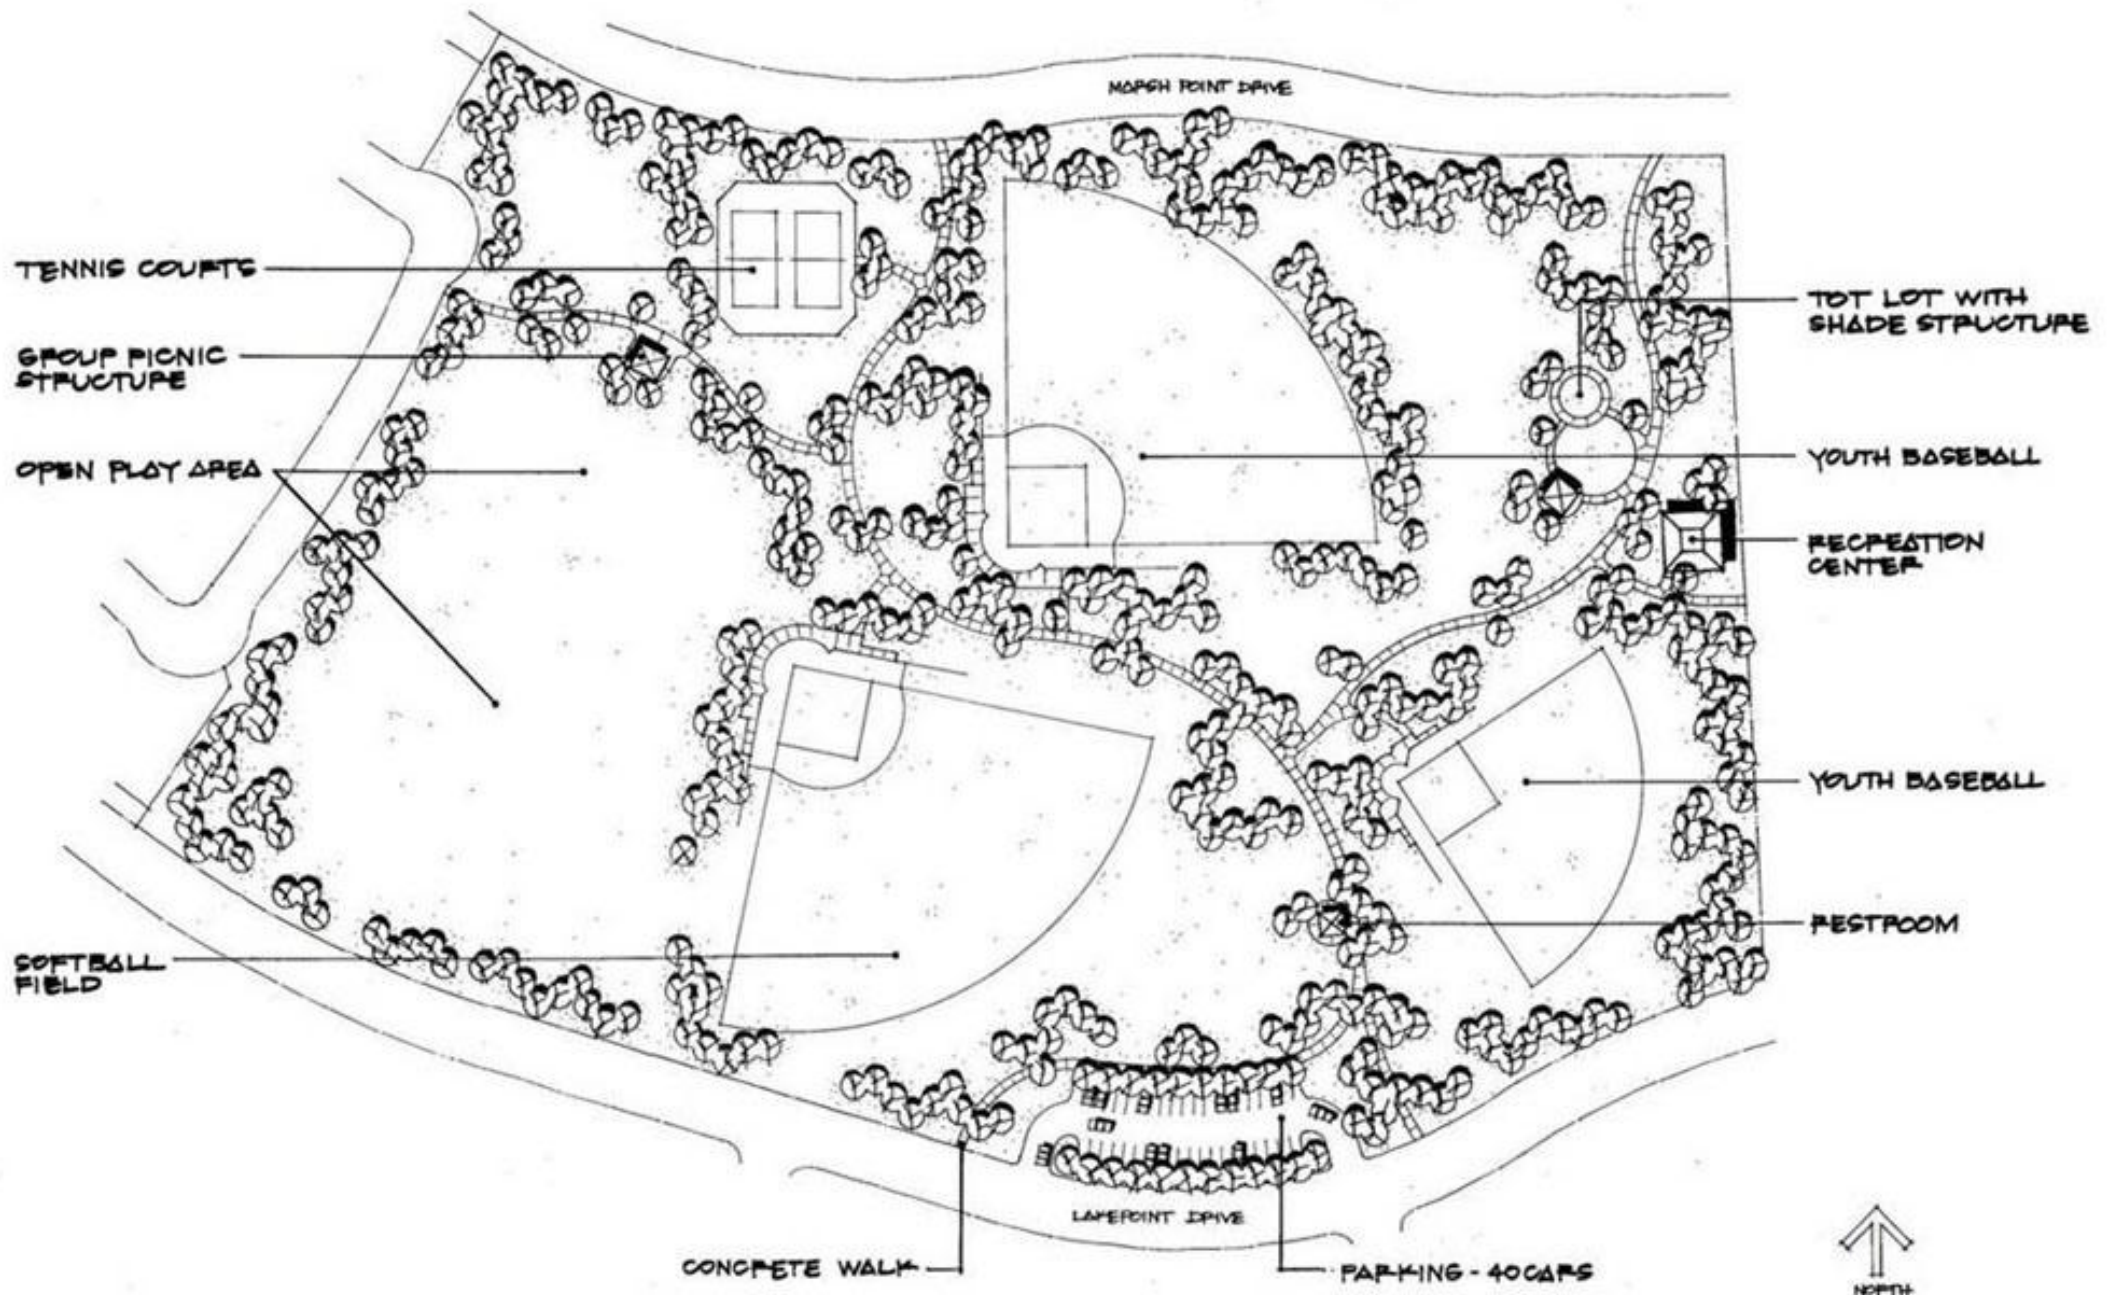 MARSH POINT DRIVE
TENNIS COURTS
GROUP PICNIC
STRUCTURE
OPEN PLAY AREA
SOFTBALL
FIELD
TOT LOT WITH
SHADE STRUCTURE
YOUTH BASEBALL
RECREATION
CENTER
YOUTH BASEBALL
RESTROOM
LAKEPOINT DRIVE
CONCRETE WALK
PARKING - 40 CARS
NORTH